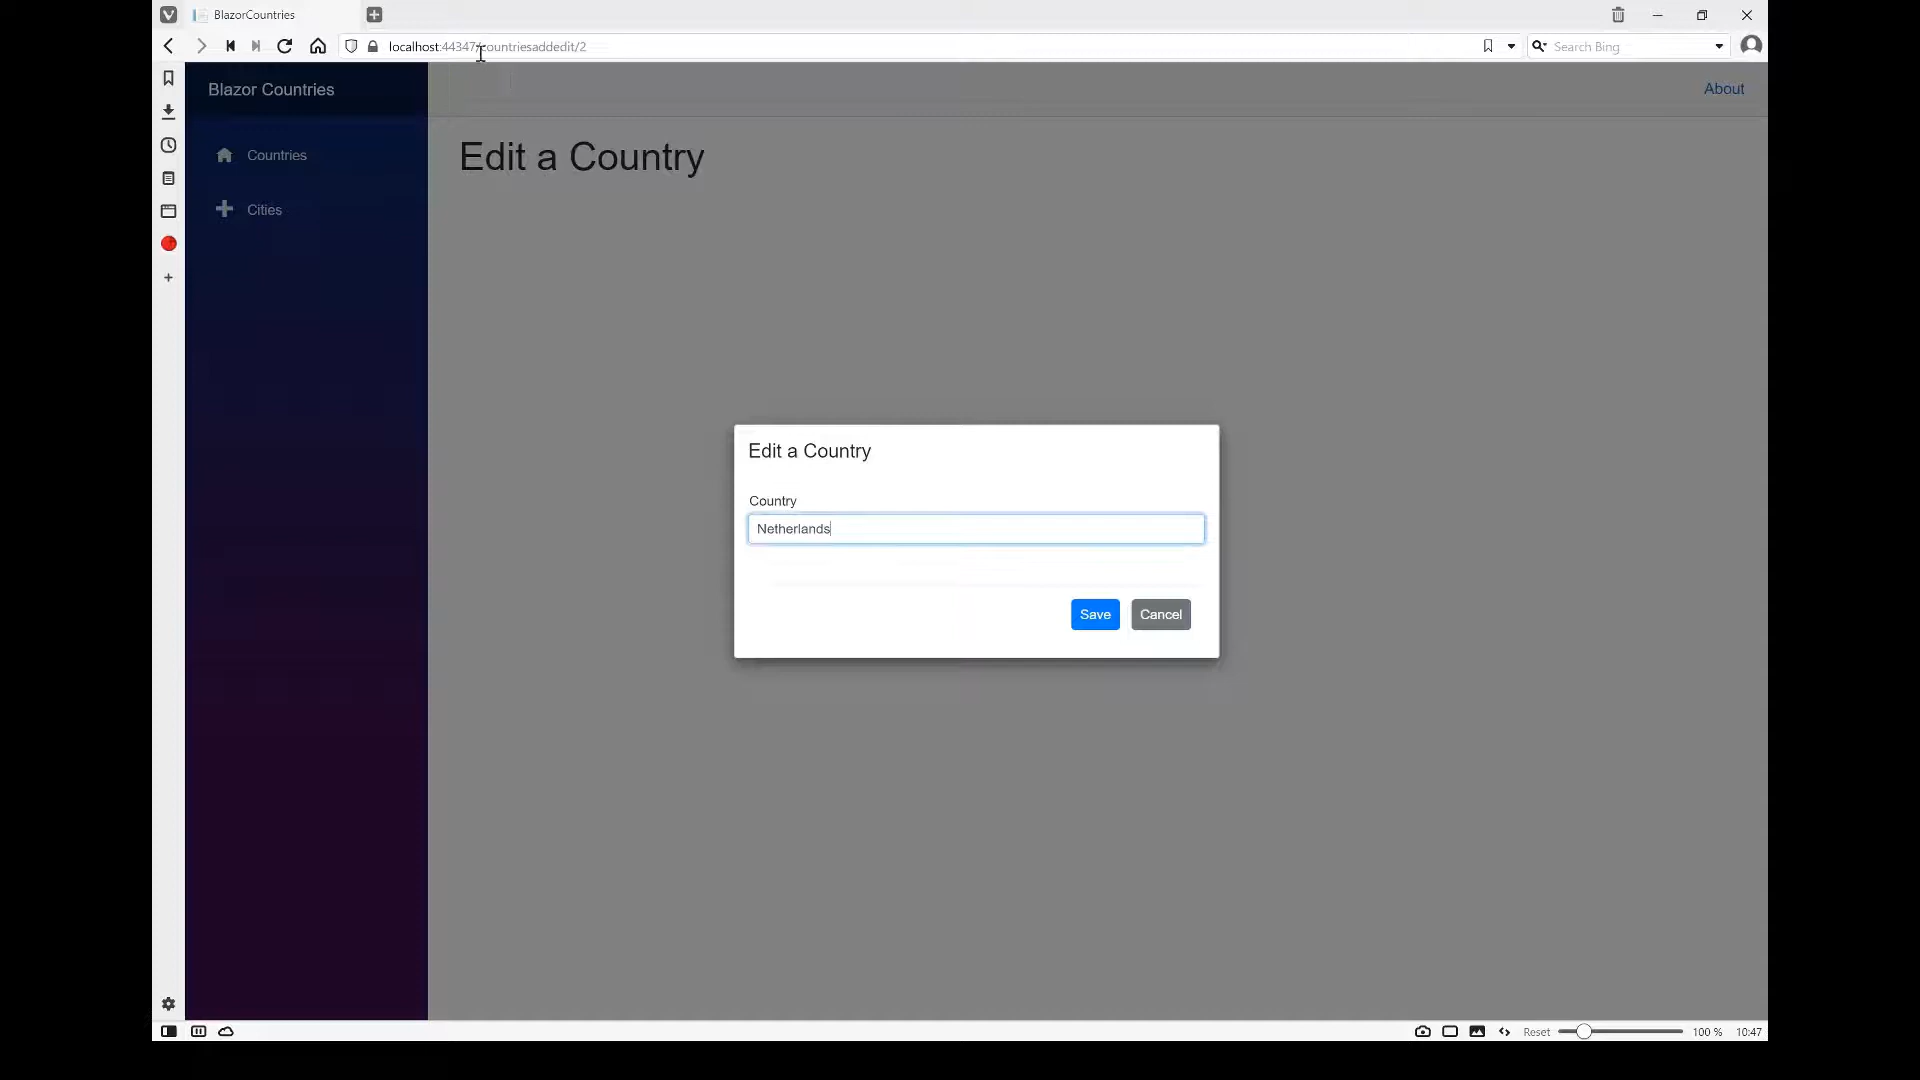 BlazorCountries
localhost:44347/countriesaddedit/2
Search Bing
Blazor Countries
About
Countries
Cities
Edit a Country
Edit a Country
Country
Netherlands
Save
Cancel
Reset
100 %
10:47